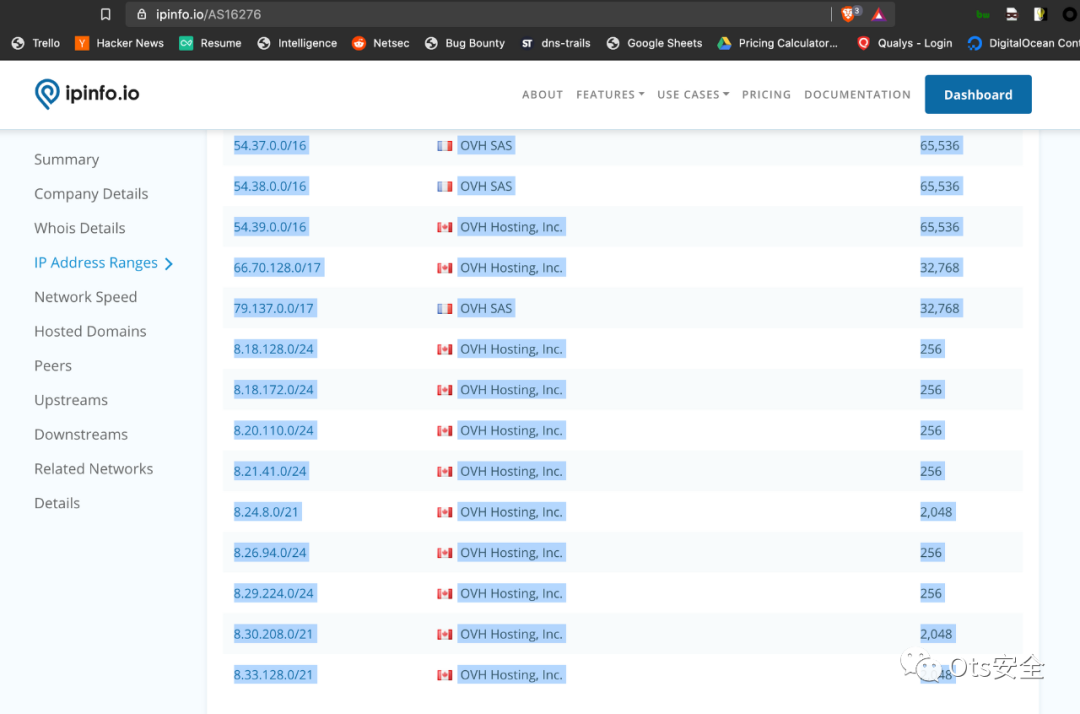 ipinfo.io/AS16276
3
bw
Trello Hacker News Resume Intelligence Netsec Bug Bounty ST dns-trails Google Sheets Pricing Calculator... Qualys - Login DigitalOcean Cont
ipinfo.io
ABOUT FEATURES USE CASES PRICING DOCUMENTATION Dashboard
Summary
Company Details
Whois Details
IP Address Ranges
Network Speed
Hosted Domains
Peers
Upstreams
Downstreams
Related Networks
Details
54.37.0.0/16 OVH SAS 65,536
54.38.0.0/16 OVH SAS 65,536
54.39.0.0/16 OVH Hosting, Inc. 65,536
66.70.128.0/17 OVH Hosting, Inc. 32,768
79.137.0.0/17 OVH SAS 32,768
8.18.128.0/24 OVH Hosting, Inc. 256
8.18.172.0/24 OVH Hosting, Inc. 256
8.20.110.0/24 OVH Hosting, Inc. 256
8.21.41.0/24 OVH Hosting, Inc. 256
8.24.8.0/21 OVH Hosting, Inc. 2,048
8.26.94.0/24 OVH Hosting, Inc. 256
8.29.224.0/24 OVH Hosting, Inc. 256
8.30.208.0/21 OVH Hosting, Inc. 2,048
8.33.128.0/21 OVH Hosting, Inc.
Ots安全